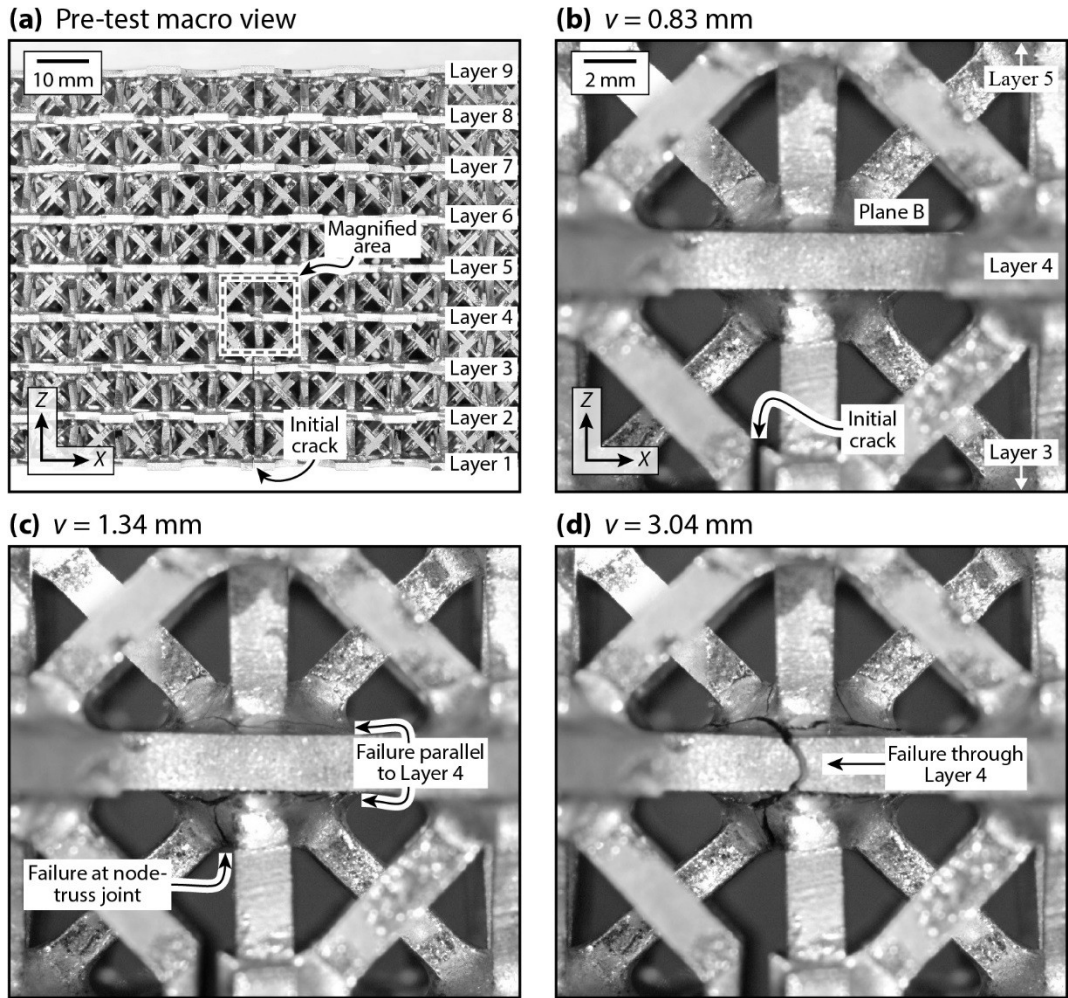 (a) Pre-test macro view
10 mm
Layer 9
Layer 8
Layer 7
Layer 6
Magnified
area
Layer 5
Layer 4
Layer 3
Layer 2
Initial
crack
Layer 1
Z
X
(b) v = 0.83 mm
2 mm
Layer 5
Plane B
Layer 4
Initial
crack
Z
X
Layer 3
(c) v = 1.34 mm
Failure parallel
to Layer 4
Failure at node-
truss joint
(d) v = 3.04 mm
Failure through
Layer 4